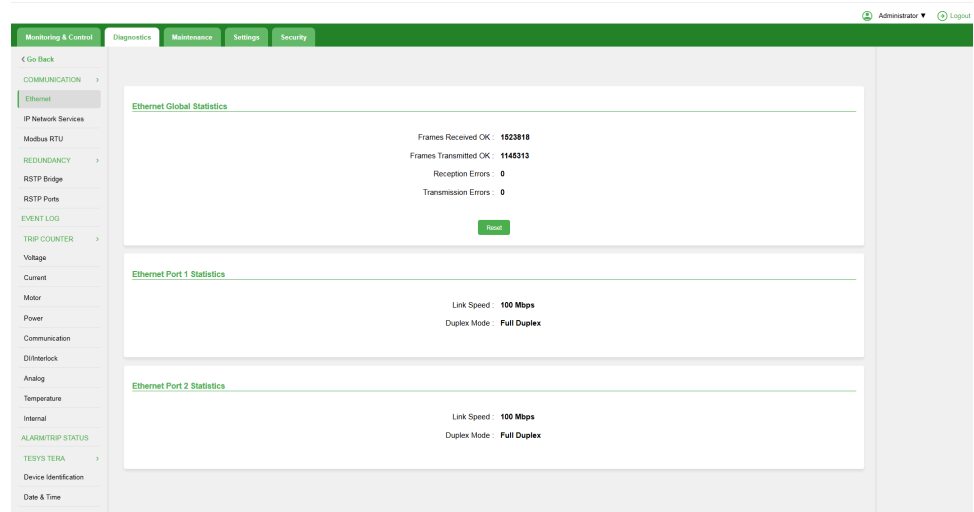 Administrator ▼ Logout
Monitoring & Control Diagnostics Maintenance Settings Security
Go Back
COMMUNICATION
Ethernet
IP Network Services
Modbus RTU
REDUNDANCY
RSTP Bridge
RSTP Ports
EVENT LOG
TRIP COUNTER
Voltage
Current
Motor
Power
Communication
DI/Interlock
Analog
Temperature
Internal
ALARM/TRIP STATUS
TESYS TERA
Device Identification
Date & Time
Ethernet Global Statistics
Frames Received OK : 1523818
Frames Transmitted OK : 1145313
Reception Errors : 0
Transmission Errors : 0
Reset
Ethernet Port 1 Statistics
Link Speed : 100 Mbps
Duplex Mode : Full Duplex
Ethernet Port 2 Statistics
Link Speed : 100 Mbps
Duplex Mode : Full Duplex